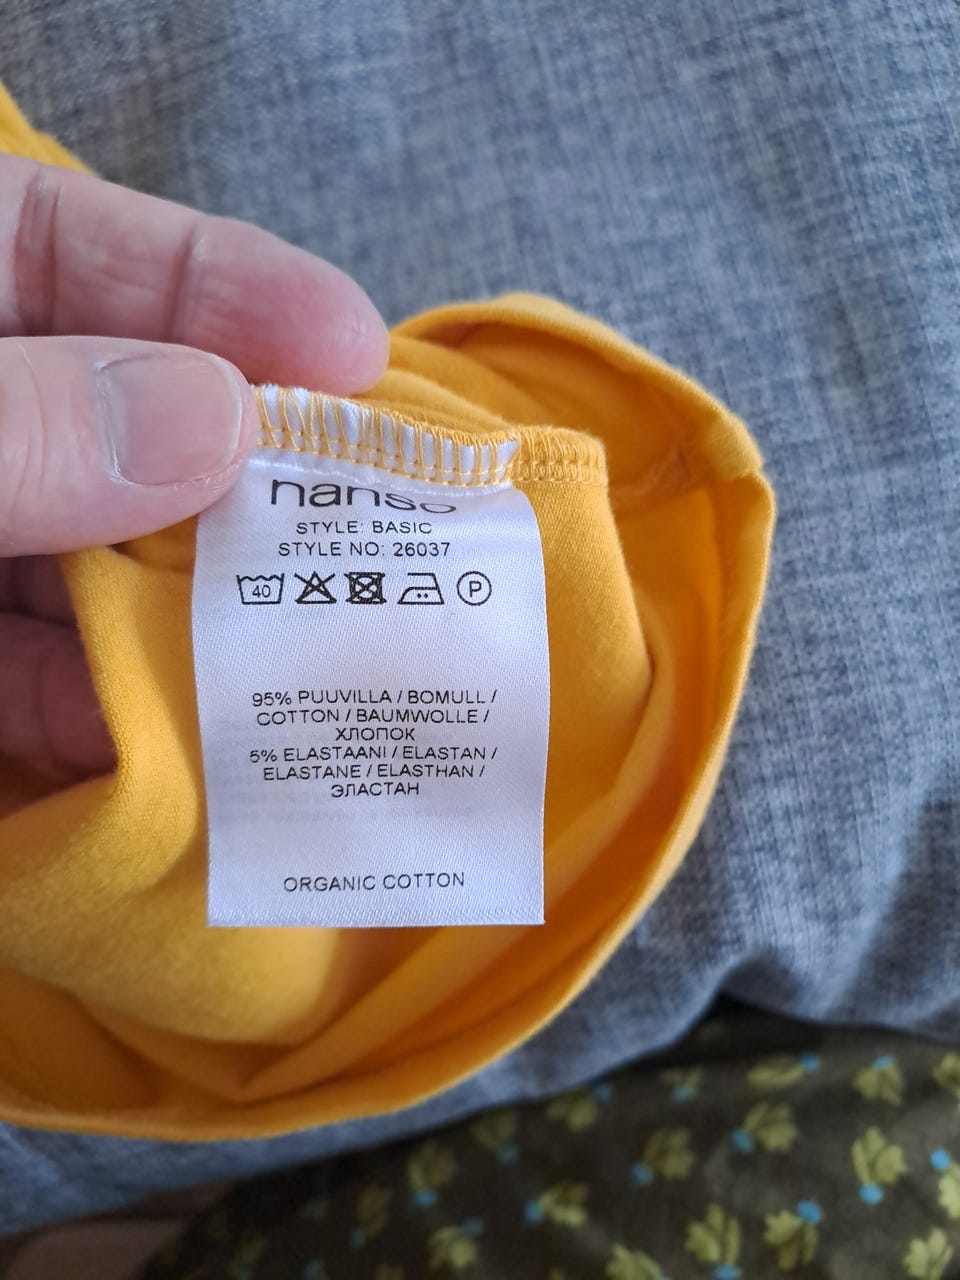 nanso
STYLE: BASIC
STYLE NO: 26037
40 P
95% PUUVILLA / BOMULL /
COTTON / BAUMWOLLE /
ХЛОПОК
5% ELASTAANI / ELASTAN /
ELASTANE / ELASTHAN /
ЭЛАСТАН
ORGANIC COTTON